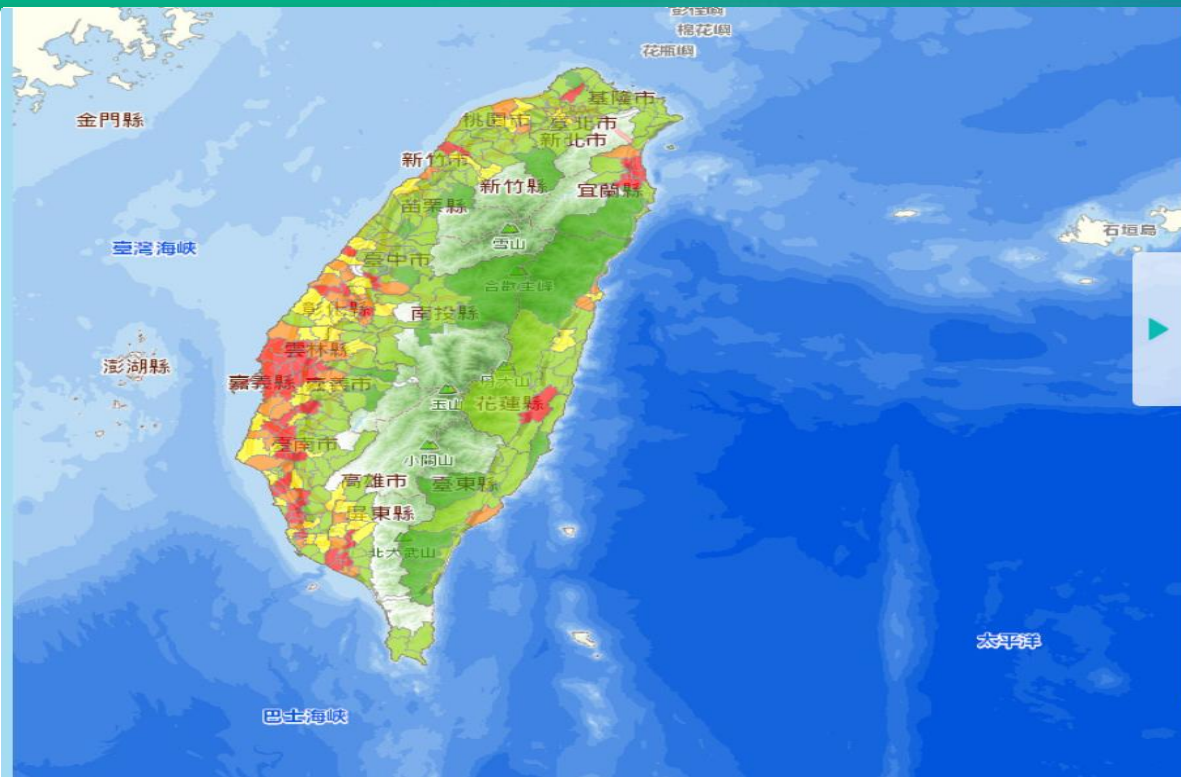 彭佳嶼
棉花嶼
花瓶嶼
基隆市
金門縣
桃園市
臺北市
新北市
新竹市
新竹縣
宜蘭縣
苗栗縣
石垣島
雪山
臺灣海峽
臺中市
合歡主峰
彰化縣
南投縣
雲林縣
澎湖縣
丹大山
嘉義縣
嘉義市
玉山
花蓮縣
臺南市
小關山
高雄市
臺東縣
屏東縣
北大武山
太平洋
巴士海峽